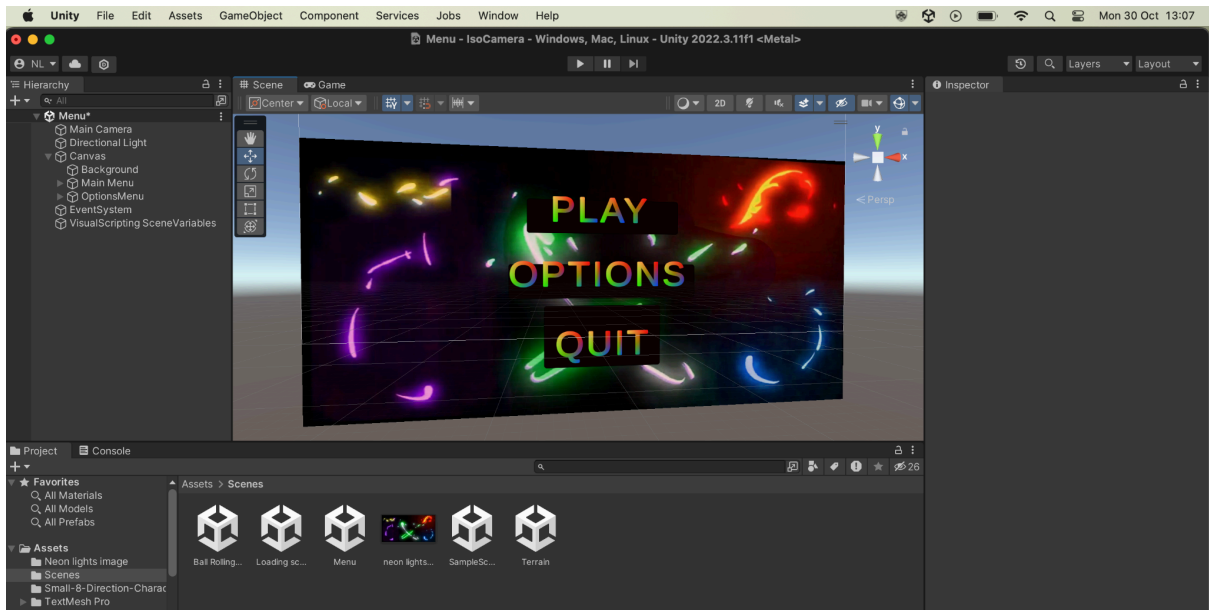 Unity File Edit Assets GameObject Component Services Jobs Window Help Mon 30 Oct 13:07
Menu - IsoCamera - Windows, Mac, Linux - Unity 2022.3.11f1 <Metal>
NL Layers Layout
Hierarchy
All
Menu*
Main Camera
Directional Light
Canvas
Background
Main Menu
OptionsMenu
EventSystem
VisualScripting SceneVariables
Scene Game
Center Local 2D
y
x
Persp
PLAY
OPTIONS
QUIT
Inspector
Project Console
26
Favorites
All Materials
All Models
All Prefabs
Assets
Neon lights image
Scenes
Small-8-Direction-Charac
TextMesh Pro
Assets > Scenes
Ball Rolling... Loading sc... Menu neon lights... SampleSc... Terrain